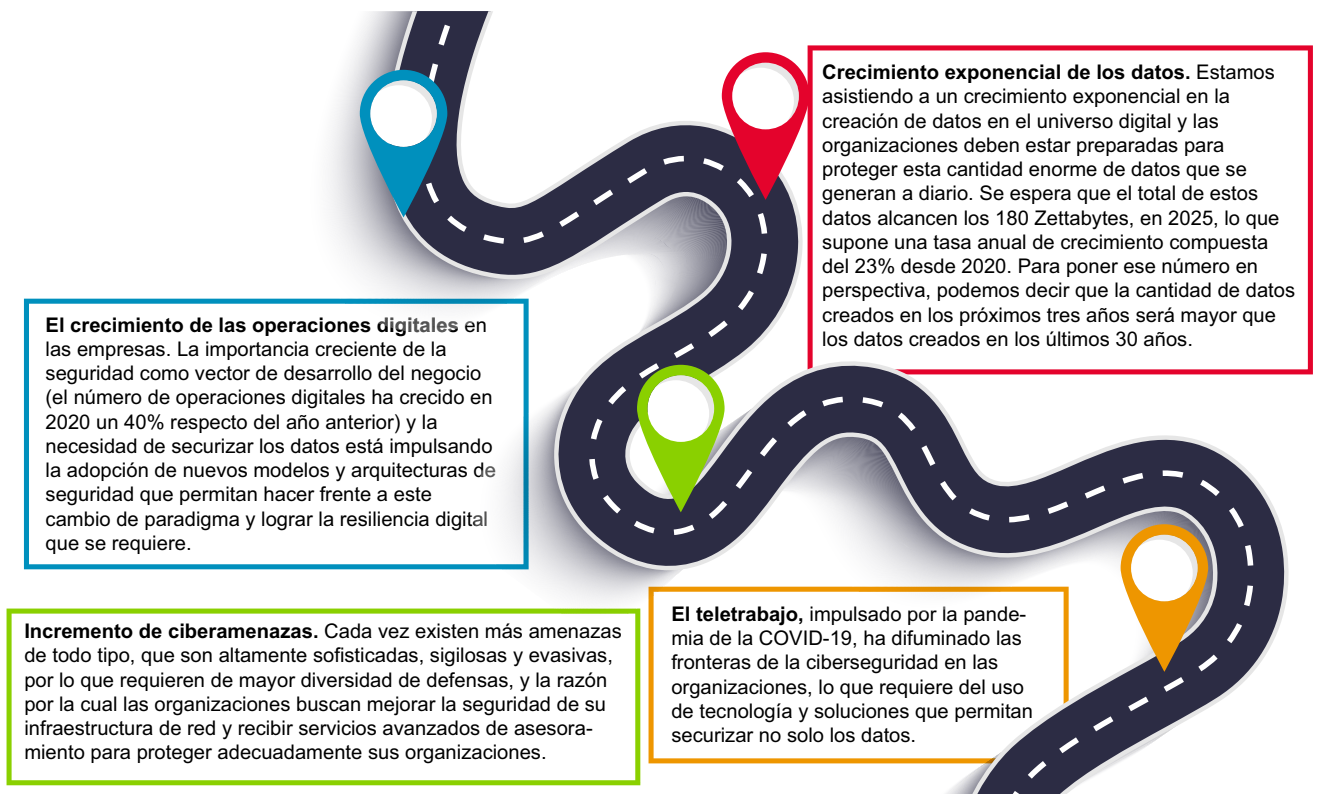 Crecimiento exponencial de los datos. Estamos
asistiendo a un crecimiento exponencial en la
creación de datos en el universo digital y las
organizaciones deben estar preparadas para
proteger esta cantidad enorme de datos que se
generan a diario. Se espera que el total de estos
datos alcancen los 180 Zettabytes, en 2025, lo que
supone una tasa anual de crecimiento compuesta
del 23% desde 2020. Para poner ese número en
perspectiva, podemos decir que la cantidad de datos
creados en los próximos tres años será mayor que
los datos creados en los últimos 30 años.
El crecimiento de las operaciones digitales en
las empresas. La importancia creciente de la
seguridad como vector de desarrollo del negocio
(el número de operaciones digitales ha crecido en
2020 un 40% respecto del año anterior) y la
necesidad de securizar los datos está impulsando
la adopción de nuevos modelos y arquitecturas de
seguridad que permitan hacer frente a este
cambio de paradigma y lograr la resiliencia digital
que se requiere.
Incremento de ciberamenazas. Cada vez existen más amenazas
de todo tipo, que son altamente sofisticadas, sigilosas y evasivas,
por lo que requieren de mayor diversidad de defensas, y la razón
por la cual las organizaciones buscan mejorar la seguridad de su
infraestructura de red y recibir servicios avanzados de asesora-
miento para proteger adecuadamente sus organizaciones.
El teletrabajo, impulsado por la pande-
mia de la COVID-19, ha difuminado las
fronteras de la ciberseguridad en las
organizaciones, lo que requiere del uso
de tecnología y soluciones que permitan
securizar no solo los datos.